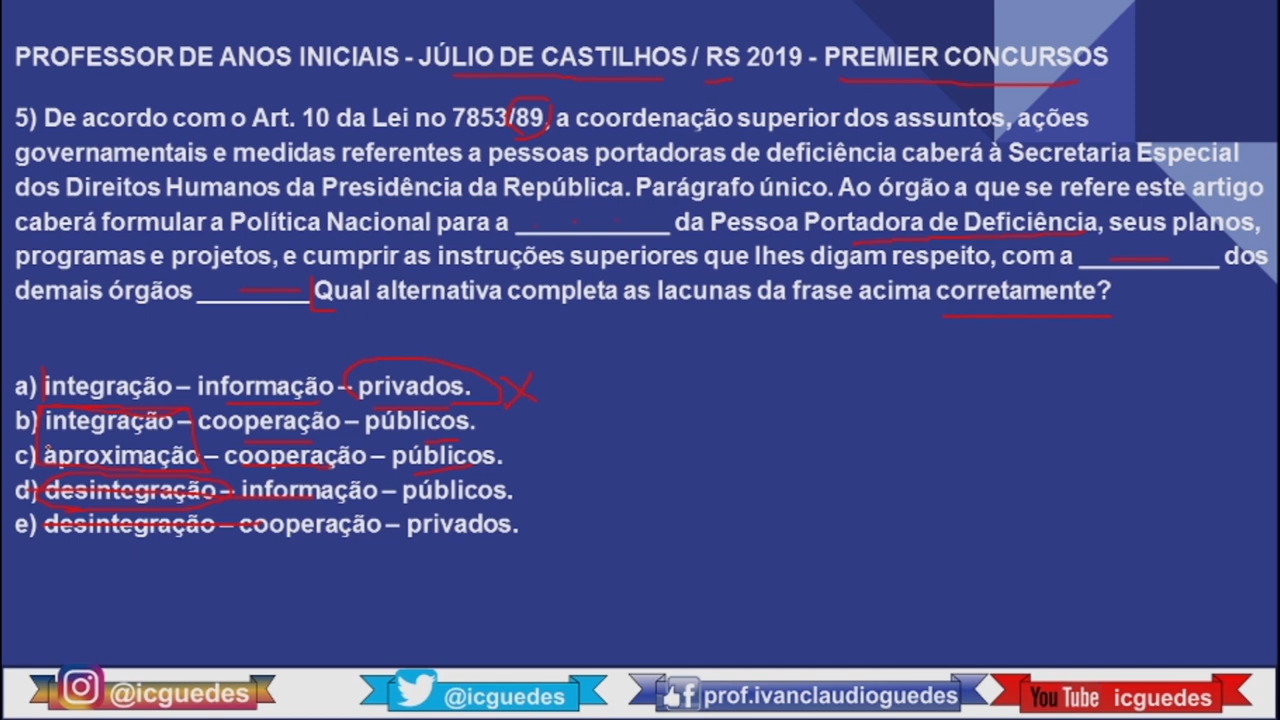 PROFESSOR DE ANOS INICIAIS - JÚLIO DE CASTILHOS / RS 2019 - PREMIER CONCURSOS
5) De acordo com o Art. 10 da Lei no 7853/89, a coordenação superior dos assuntos, ações
governamentais e medidas referentes a pessoas portadoras de deficiência caberá à Secretaria Especial
dos Direitos Humanos da Presidência da República. Parágrafo único. Ao órgão a que se refere este artigo
caberá formular a Política Nacional para a ___________ da Pessoa Portadora de Deficiência, seus planos,
programas e projetos, e cumprir as instruções superiores que lhes digam respeito, com a __________ dos
demais órgãos ________ Qual alternativa completa as lacunas da frase acima corretamente?
a) integração – informação – privados.
b) integração – cooperação – públicos.
c) aproximação – cooperação – públicos.
d) desintegração – informação – públicos.
e) desintegração – cooperação – privados.
@icguedes @icguedes prof.ivanclaudioguedes You Tube icguedes